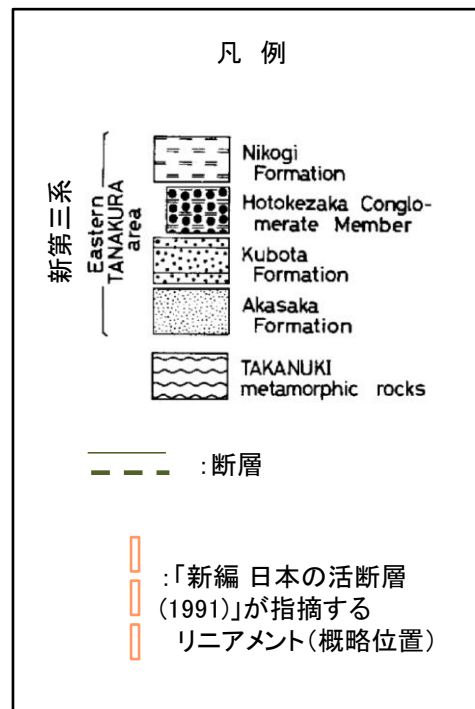 凡 例
新第三系
Eastern
TANAKURA
area
Nikogi
Formation
Hotokezaka Conglo-
merate Member
Kubota
Formation
Akasaka
Formation
TAKANUKI
metamorphic rocks
:断層
:「新編 日本の活断層
(1991)」が指摘する
リニアメント(概略位置)